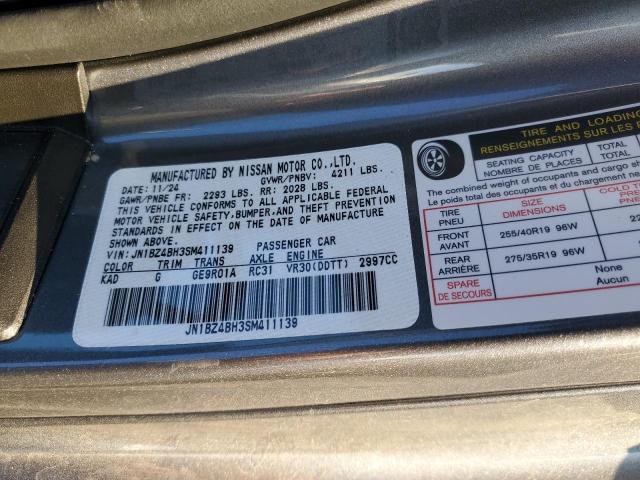 MANUFACTURED BY NISSAN MOTOR CO.,LTD.
DATE: 11/24 GVWR/PNBV: 4211 LBS.
GAWR/PNBE FR: 2293 LBS. RR: 2028 LBS.
THIS VEHICLE CONFORMS TO ALL APPLICABLE FEDERAL
MOTOR VEHICLE SAFETY, BUMPER, AND THEFT PREVENTION
STANDARDS IN EFFECT ON THE DATE OF MANUFACTURE
SHOWN ABOVE.
VIN: JN1BZ4BH3SM411139 PASSENGER CAR
COLOR TRIM TRANS AXLE ENGINE
KAD G GE9R01A RC31 VR30(DDTT) 2997CC
JN1BZ4BH3SM411139
TIRE AND LOADING
RENSEIGNEMENTS SUR LES
SEATING CAPACITY TOTAL
NOMBRE DE PLACES TOTAL
The combined weight of occupants and cargo
Le poids total des occupants et du chargement ne
TIRE SIZE COLD
PNEU DIMENSIONS
FRONT 255/40R19 96W
AVANT
REAR 275/35R19 96W
ARRIÈRE
SPARE None
DE SECOURS Aucun